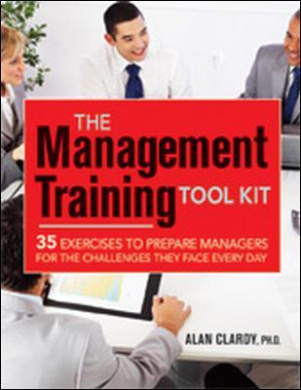 THE
Management
Training TOOL KIT
35 EXERCISES TO PREPARE MANAGERS
FOR THE CHALLENGES THEY FACE EVERY DAY
ALAN CLARDY, PH.D.